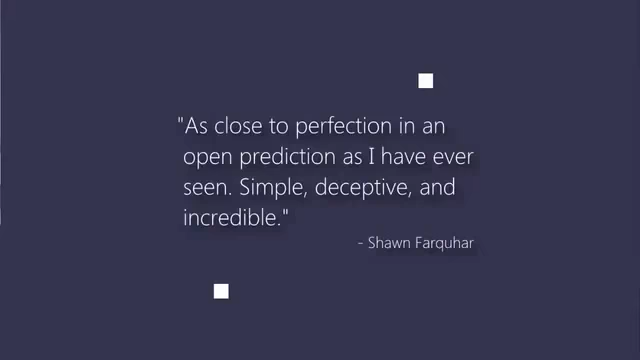 "As close to perfection in an
open prediction as I have ever
seen. Simple, deceptive, and
incredible."
- Shawn Farquhar